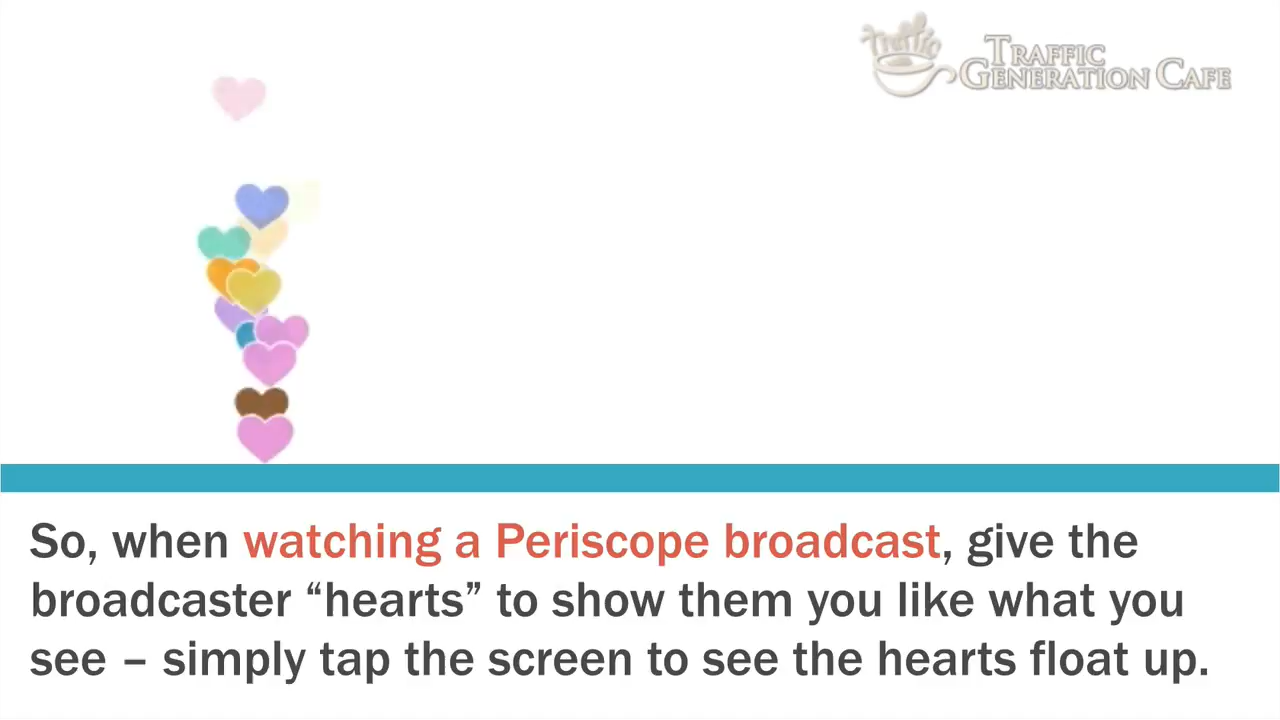 Traffic
TRAFFIC
GENERATION CAFE
So, when watching a Periscope broadcast, give the
broadcaster “hearts” to show them you like what you
see – simply tap the screen to see the hearts float up.